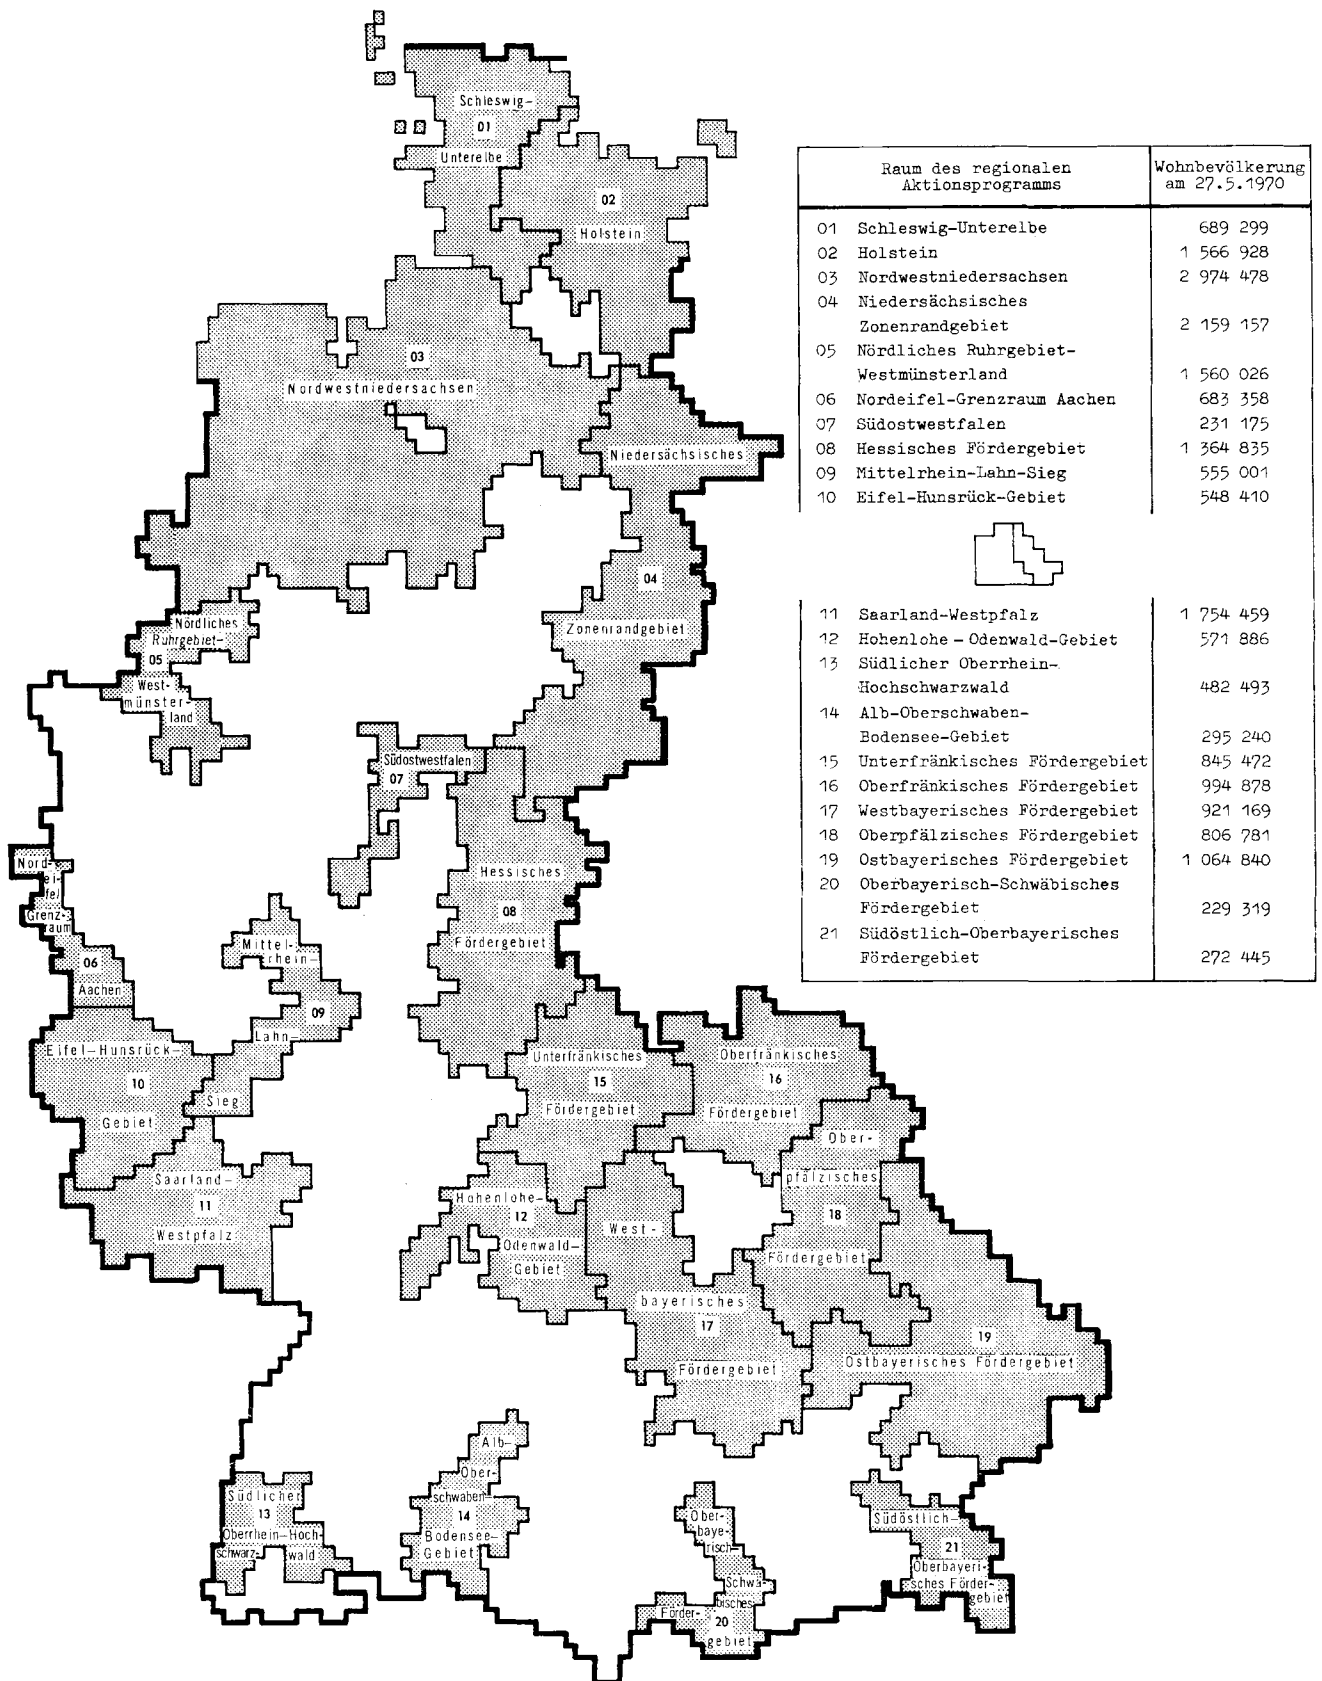 Schleswig-
01
Unterelbe
02
Holstein
03
Nordwestniedersachsen
Niedersächsisches
04
Zonenrandgebiet
Nördliches
Ruhrgebiet-
05
West-
münster-
land
Südostwestfalen
07
Hessisches
08
Fördergebiet
Nord-
ei-
fel
Grenz-
raum
06
Aachen
Mittel-
rhein-
09
Lahn-
Sieg
Eifel-Hunsrück-
10
Gebiet
Saarland-
11
Westpfalz
Unterfränkisches
15
Fördergebiet
Oberfränkisches
16
Fördergebiet
Ober-
pfälzisches
18
Fördergebiet
Hohenlohe-
12
Odenwald-
Gebiet
West-
bayerisches
17
Fördergebiet
19
Ostbayerisches Fördergebiet
Südlicher
13
Oberrhein-Hoch-
schwarz-
wald
Alb-
Ober-
schwaben-
14
Bodensee-
Gebiet
Ober-
baye-
risch-
Schwä-
bisches
Förder-
20
gebiet
Südöstlich-
21
Oberbayeri-
sches Förder-
gebiet
Raum des regionalen Aktionsprogramms
Wohnbevölkerung am 27.5.1970
01 Schleswig-Unterelbe 689 299
02 Holstein 1 566 928
03 Nordwestniedersachsen 2 974 478
04 Niedersächsisches
Zonenrandgebiet 2 159 157
05 Nördliches Ruhrgebiet-
Westmünsterland 1 560 026
06 Nordeifel-Grenzraum Aachen 683 358
07 Südostwestfalen 231 175
08 Hessisches Fördergebiet 1 364 835
09 Mittelrhein-Lahn-Sieg 555 001
10 Eifel-Hunsrück-Gebiet 548 410
11 Saarland-Westpfalz 1 754 459
12 Hohenlohe-Odenwald-Gebiet 571 886
13 Südlicher Oberrhein-
Hochschwarzwald 482 493
14 Alb-Oberschwaben-
Bodensee-Gebiet 295 240
15 Unterfränkisches Fördergebiet 845 472
16 Oberfränkisches Fördergebiet 994 878
17 Westbayerisches Fördergebiet 921 169
18 Oberpfälzisches Fördergebiet 806 781
19 Ostbayerisches Fördergebiet 1 064 840
20 Oberbayerisch-Schwäbisches
Fördergebiet 229 319
21 Südöstlich-Oberbayerisches
Fördergebiet 272 445